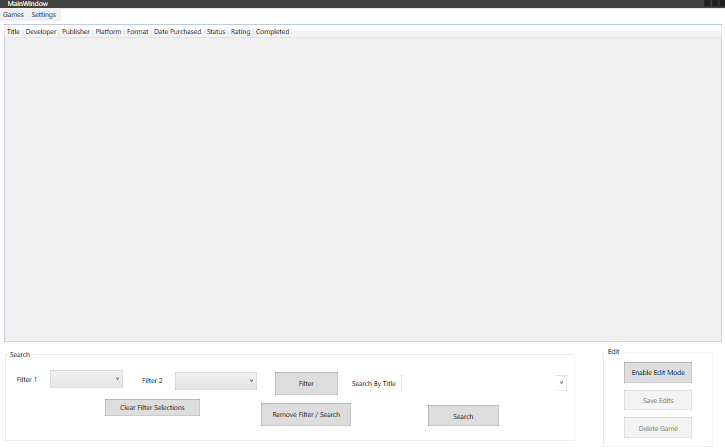 MainWindow
Games Settings
Title Developer Publisher Platform Format Date Purchased Status Rating Completed
Search
Edit
Filter 1
Filter 2
Filter
Search By Title
Enable Edit Mode
Clear Filter Selections
Remove Filter / Search
Search
Save Edits
Delete Game